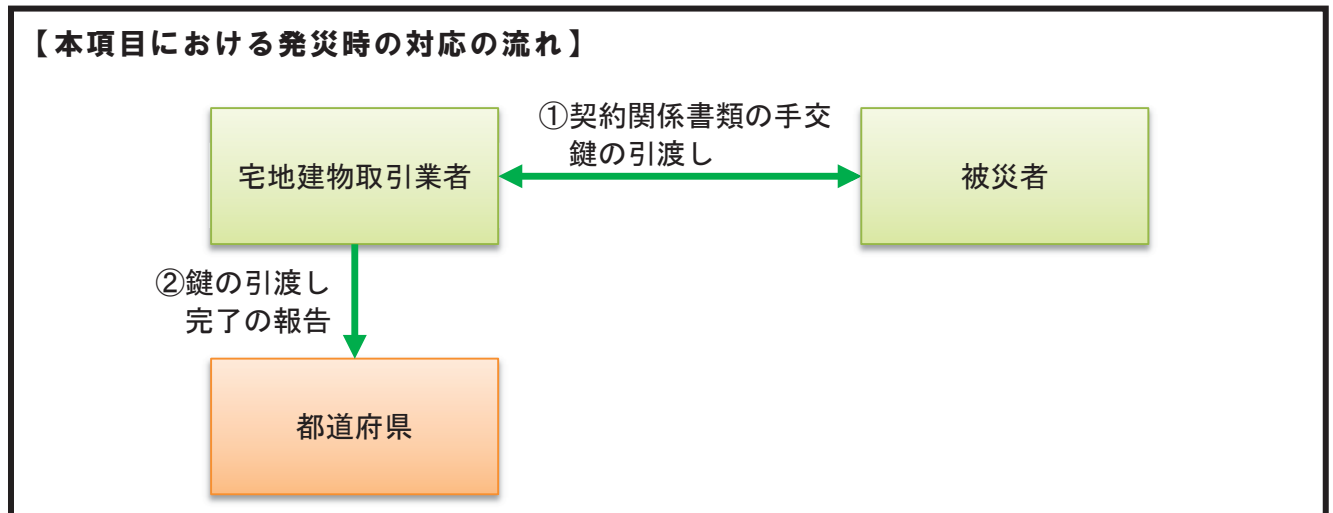 【本項目における発災時の対応の流れ】
①契約関係書類の手交
鍵の引渡し
宅地建物取引業者
被災者
②鍵の引渡し
完了の報告
都道府県